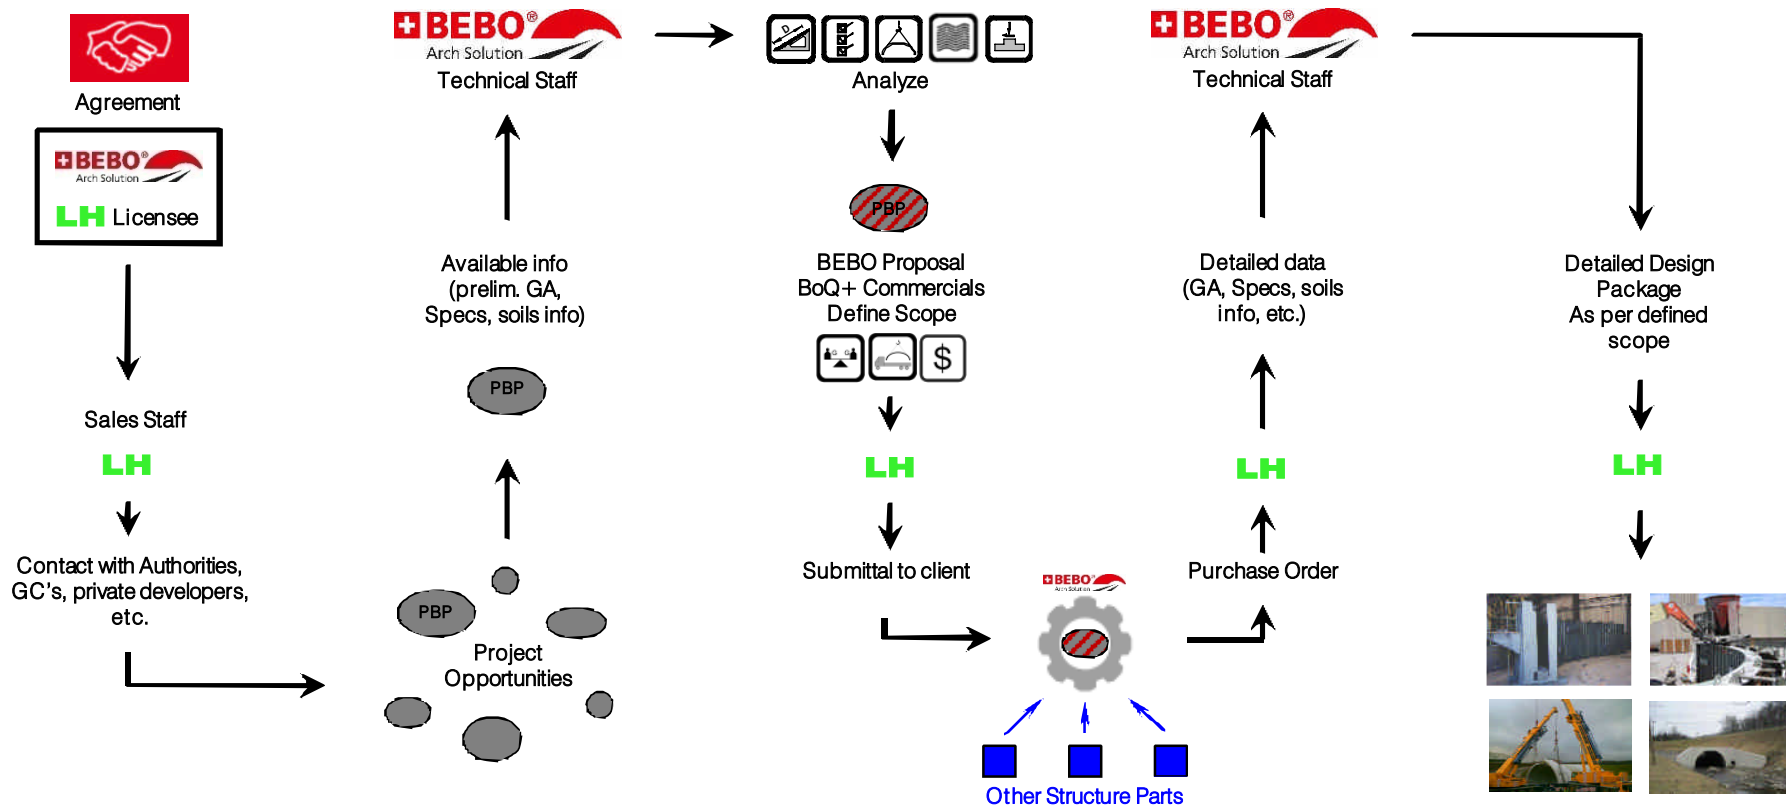 Agreement
BEBO®
Arch Solution
LH Licensee
Sales Staff
LH
Contact with Authorities,
GC's, private developers,
etc.
BEBO®
Arch Solution
Technical Staff
Available info
(prelim. GA,
Specs, soils info)
PBP
PBP
Project
Opportunities
D
Analyze
PBP
BEBO Proposal
BoQ+ Commercials
Define Scope
$
LH
Submittal to client
BEBO®
Arch Solution
Other Structure Parts
BEBO®
Arch Solution
Technical Staff
Detailed data
(GA, Specs, soils
info, etc.)
LH
Purchase Order
Detailed Design
Package
As per defined
scope
LH